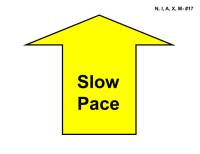 N, I, A, X, M- #17
Slow
Pace